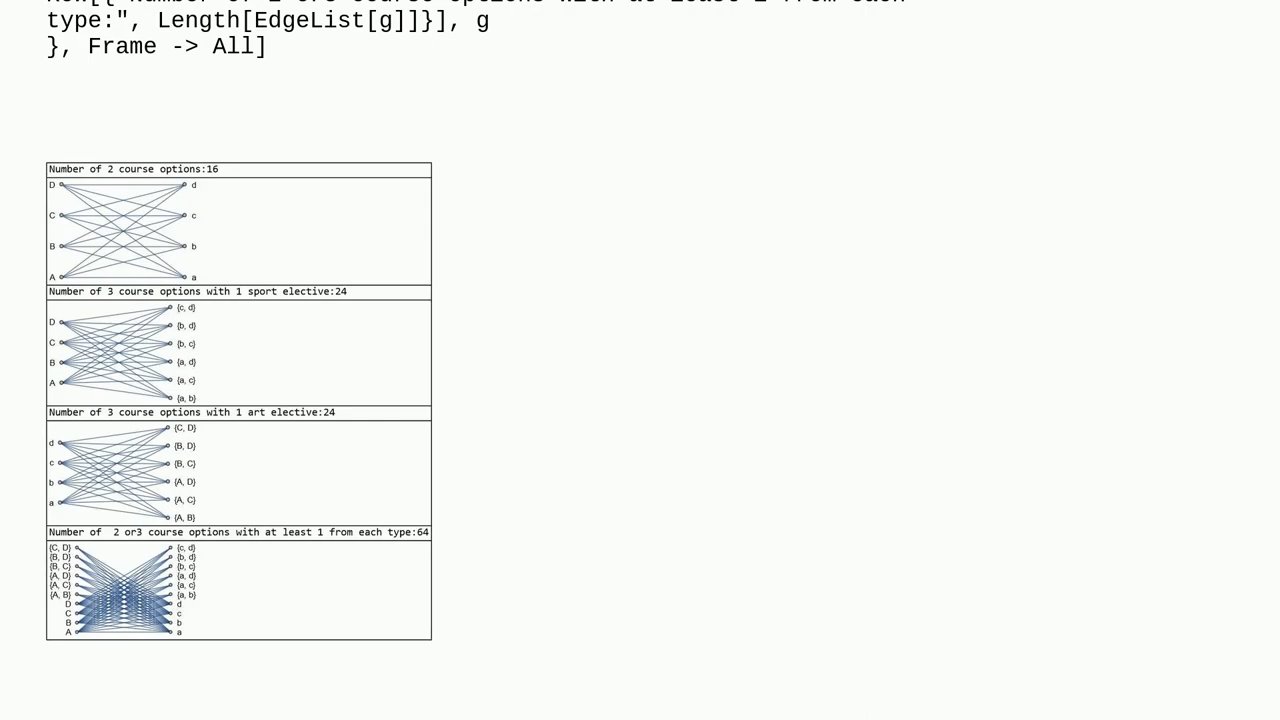 type:", Length[EdgeList[g]]}], g
}, Frame -> All]
Number of 2 course options:16
D d
C c
B b
A a
Number of 3 course options with 1 sport elective:24
{c, d}
D {b, d}
C {b, c}
B {a, d}
A {a, c}
{a, b}
Number of 3 course options with 1 art elective:24
{C, D}
d {B, D}
c {B, C}
b {A, D}
a {A, C}
{A, B}
Number of  2 or3 course options with at least 1 from each type:64
{C, D} {c, d}
{B, D} {b, d}
{B, C} {b, c}
{A, D} {a, d}
{A, C} {a, c}
{A, B} {a, b}
D d
C c
B b
A a